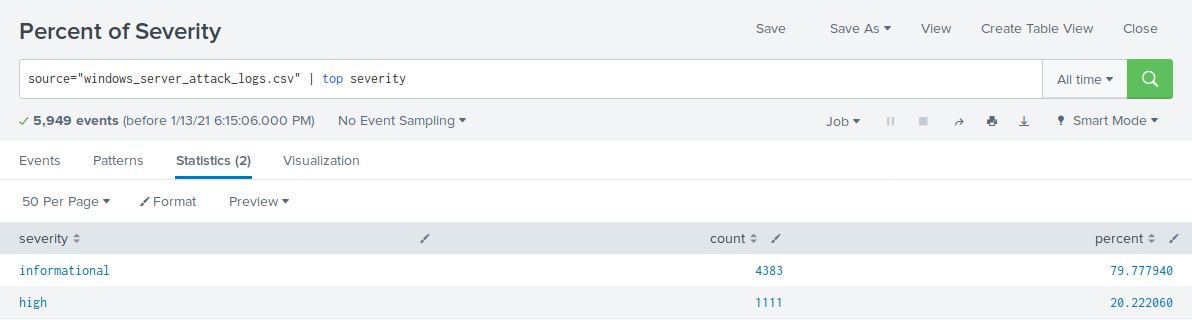 Percent of Severity Save Save As View Create Table View Close
source="windows_server_attack_logs.csv" | top severity All time
5,949 events (before 1/13/21 6:15:06.000 PM) No Event Sampling Job Smart Mode
Events Patterns Statistics (2) Visualization
50 Per Page Format Preview
severity count percent
informational 4383 79.777940
high 1111 20.222060